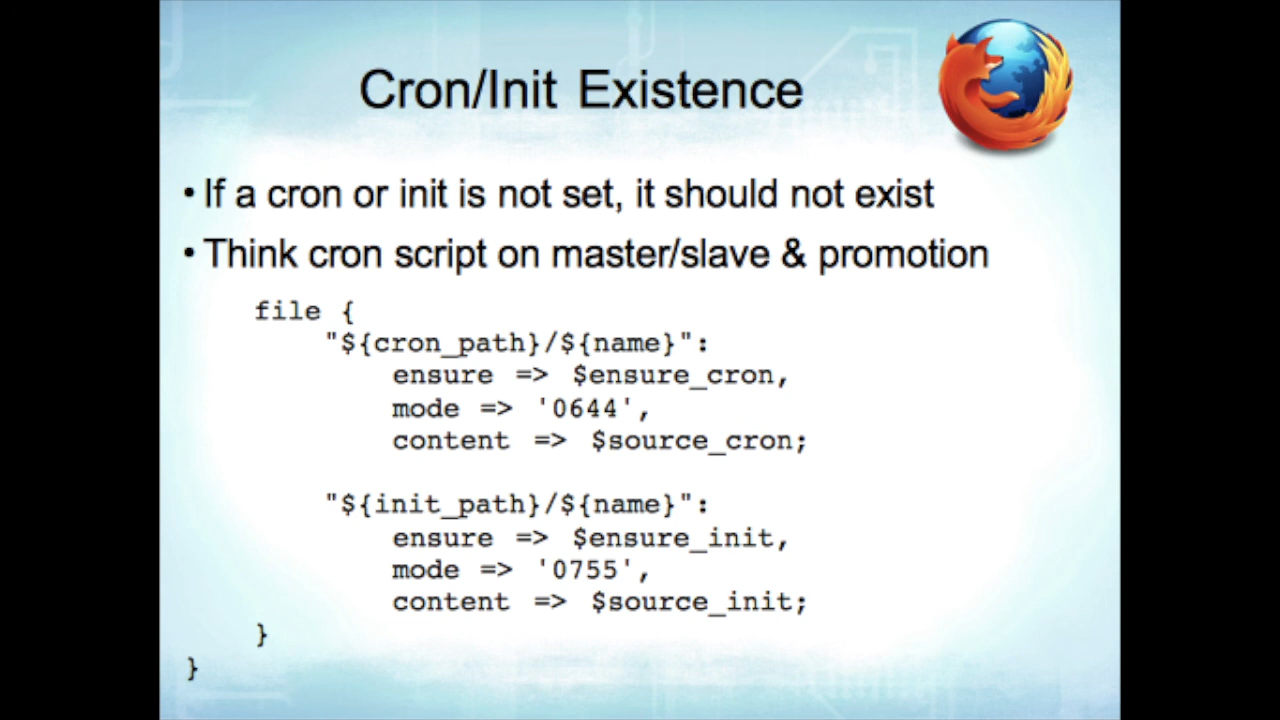 Cron/Init Existence
• If a cron or init is not set, it should not exist
• Think cron script on master/slave & promotion
file {
"${cron_path}/${name}":
ensure => $ensure_cron,
mode => '0644',
content => $source_cron;
"${init_path}/${name}":
ensure => $ensure_init,
mode => '0755',
content => $source_init;
}
}